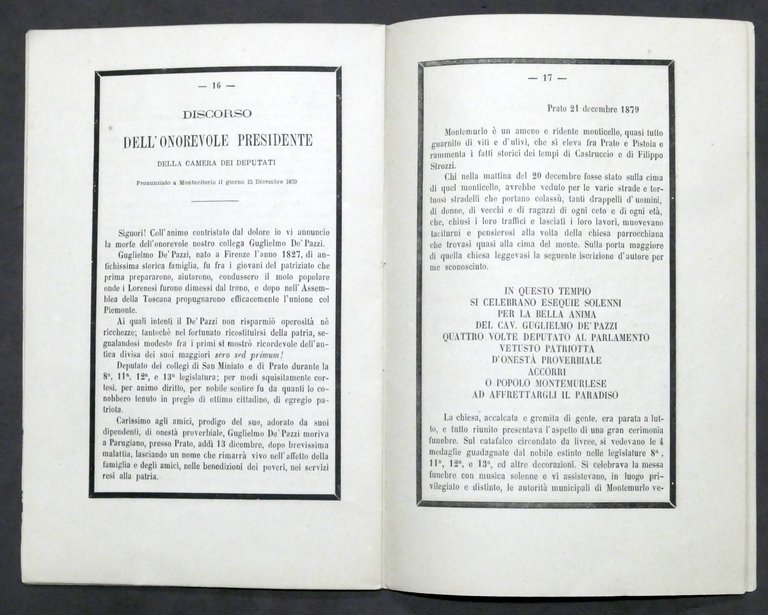 — 16 —
DISCORSO
DELL'ONOREVOLE PRESIDENTE
DELLA CAMERA DEI DEPUTATI
Pronunziato a Montecitorio il giorno 15 Dicembre 1879
Signori! Coll'animo contristato dal dolore io vi annuncio
la morte dell'onorevole nostro collega Guglielmo De' Pazzi.
Guglielmo De' Pazzi, nato a Firenze l'anno 1827, di an-
tichissima storica famiglia, fu fra i giovani del patriziato che
prima prepararono, aiutarono, condussero il moto popolare
onde i Lorenesi furono dimessi dal treno, e dopo nell'Assem-
blea della Toscana propugnarono efficacemente l'unione col
Piemonte.
Ai quali intenti il De' Pazzi non risparmiò operosità nè
ricchezze; tantochè nel fortunato ricostituirsi della patria, se-
gualandosi modesto fra i primi si mostrò ricordevole dell'an-
tica divisa de' suoi maggiori sero sed primum!
Deputato dei collegi di San Miniato e di Prato durante la
8ª, 11ª, 12ª, e 13ª legislatura; per modi squisitamente cor-
tesi, per animo diritto, per nobile sentire fu da quanti lo co-
nobbero tenuto in pregio di ottimo cittadino, di egregio pa-
triota.
Carissimo agli amici, prodigo del suo, adorato da suoi
dipendenti, di onestà proverbiale, Guglielmo De' Pazzi moriva
a Parugiano, presso Prato, addì 13 dicembre, dopo brevissima
malattia, lasciando un nome che rimarrà vivo nell'affetto della
famiglia e degli amici, nelle benedizioni dei poveri, nei servizi
resi alla patria.
— 17 —
Prato 21 decembre 1879
Montemurlo è un ameno e ridente monticello, quasi tutto
guarnito di viti e d'ulivi, che si eleva fra Prato e Pistoia e
rammenta i fatti storici dei tempi di Castruccio e di Filippo
Strozzi.
Chi nella mattina del 20 decembre fosse stato sulla cima
di quel monticello, avrebbe veduto per le varie strade e tor-
tuosi stradelli che portano colassù, tanti drappelli d'uomini,
di donne, di vecchi e di ragazzi di ogni ceto e di ogni età,
che, chiusi i loro traffici e lasciati i loro lavori, muovevano
taciturni e pensierosi alla volta della chiesa parrocchiana
che trovasi quasi alla cima del monte. Sulla porta maggiore
di quella chiesa leggevasi la seguente iscrizione d'autore per
me sconosciuto.
IN QUESTO TEMPIO
SI CELEBRANO ESEQUIE SOLENNI
PER LA BELLA ANIMA
DEL CAV. GUGLIELMO DE' PAZZI
QUATTRO VOLTE DEPUTATO AL PARLAMENTO
VETUSTO PATRIOTTA
D'ONESTÀ PROVERBIALE
ACCORRI
O POPOLO MONTEMURLESE
AD AFFRETTARGLI IL PARADISO
La chiesa, accalcata e gremita di gente, era parata a lut-
to, e tutto riunito presentava l'aspetto di una gran cerimonia
funebre. Sul catafalco circondato da livree, si vedevano le 4
medaglie guadagnate dal nobile estinto nelle legislature 8ª,
11ª, 12ª, e 13ª, ed altre decorazioni. Si celebrava la messa
funebre con musica solenne e vi assistevano, in luogo pri-
vilegiato e distinto, le autorità municipali di Montemurlo ve-